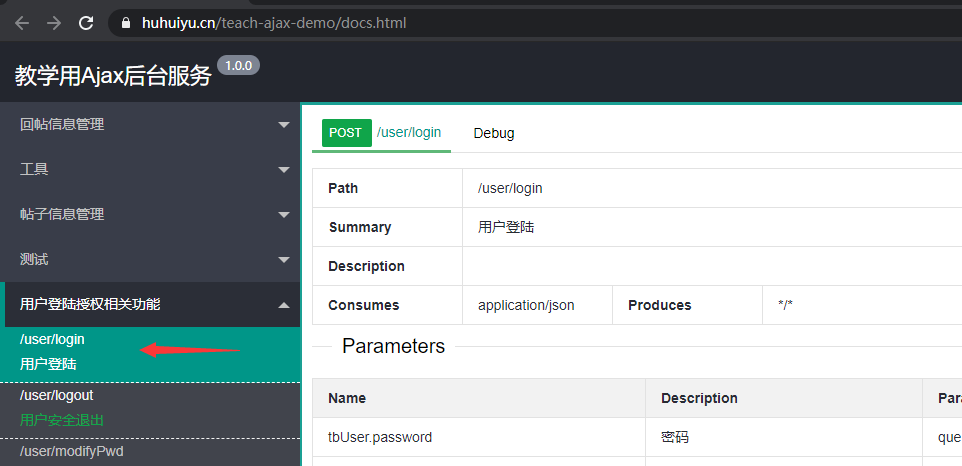 huhuiyu.cn/teach-ajax-demo/docs.html
教学用Ajax后台服务 1.0.0
回帖信息管理
工具
帖子信息管理
测试
用户登陆授权相关功能
/user/login
用户登陆
/user/logout
用户安全退出
/user/modifyPwd
POST /user/login Debug
Path /user/login
Summary 用户登陆
Description
Consumes application/json Produces */*
Parameters
Name Description Par
tbUser.password 密码 que